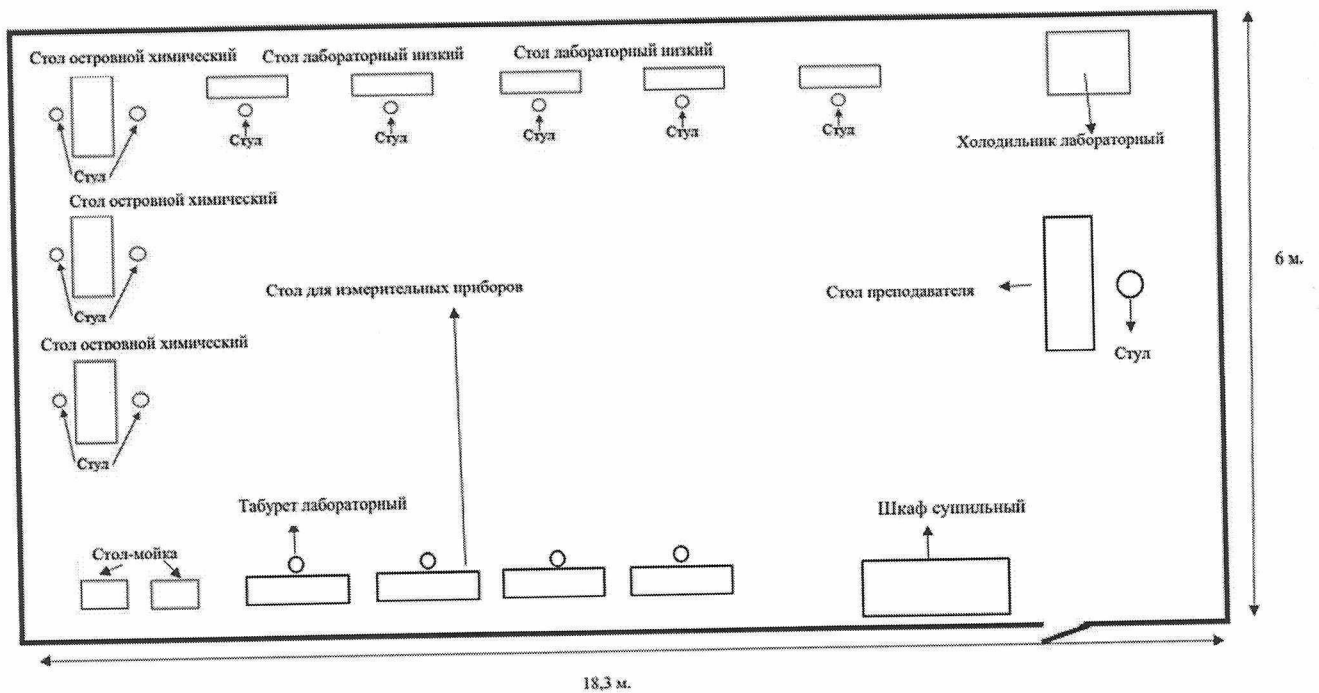 Стол островной химический
Стол лабораторный низкий
Стол лабораторный низкий
Стул
Стул
Стул
Стул
Стул
Холодильник лабораторный
Стул
Стол островной химический
Стол для измерительных приборов
Стол преподавателя
6 м.
Стул
Стол островной химический
Стул
Стул
Табурет лабораторный
Шкаф сушильный
Стол-мойка
18,3 м.